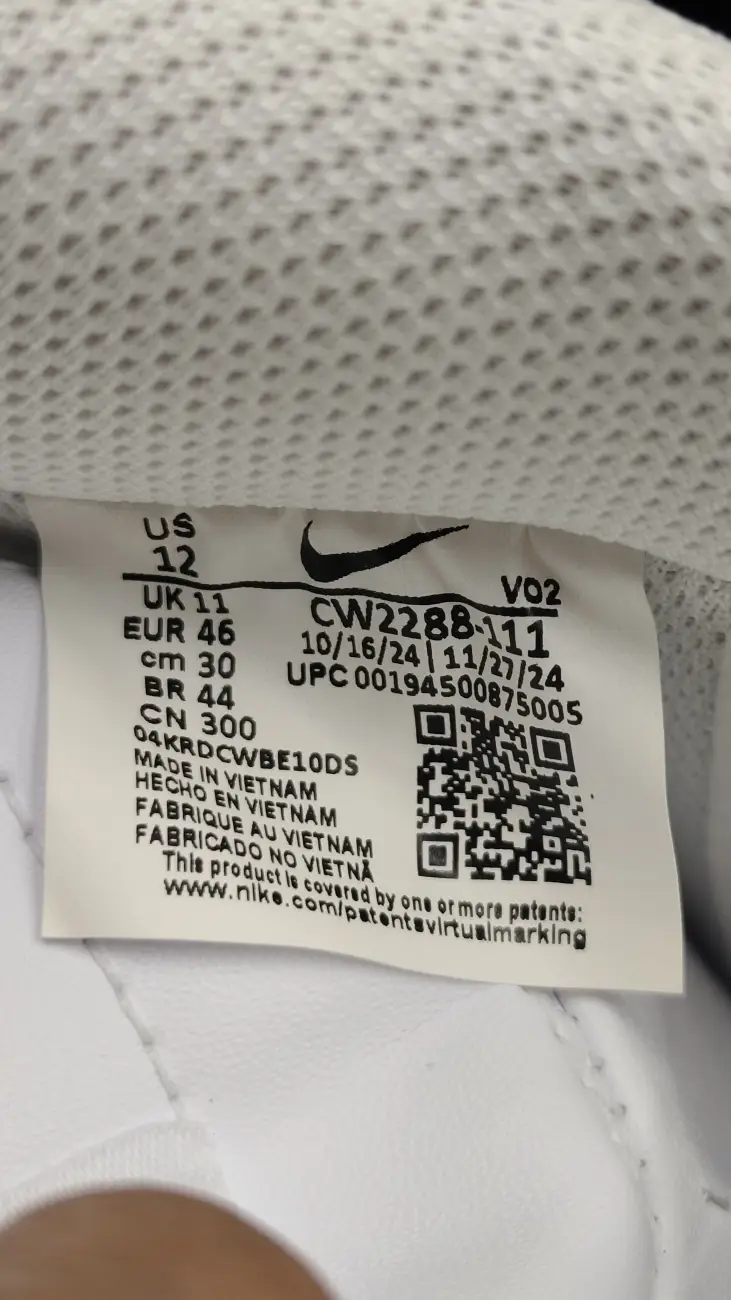 US
12
UK 11
EUR 46
cm 30
BR 44
CN 300
04KRDCWBE10DS
MADE IN VIETNAM
HECHO EN VIETNAM
FABRIQUE AU VIETNAM
FABRICADO NO VIETNÃ
V02
CW2288-111
10/16/24 | 11/27/24
UPC 00194500875005
This product is covered by one or more patents:
www.nike.com/patentsvirtualmarking